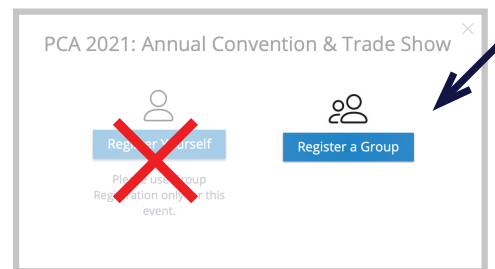 PCA 2021: Annual Convention & Trade Show
Register Yourself
Register a Group
Please use Group
Registration only for this
event.